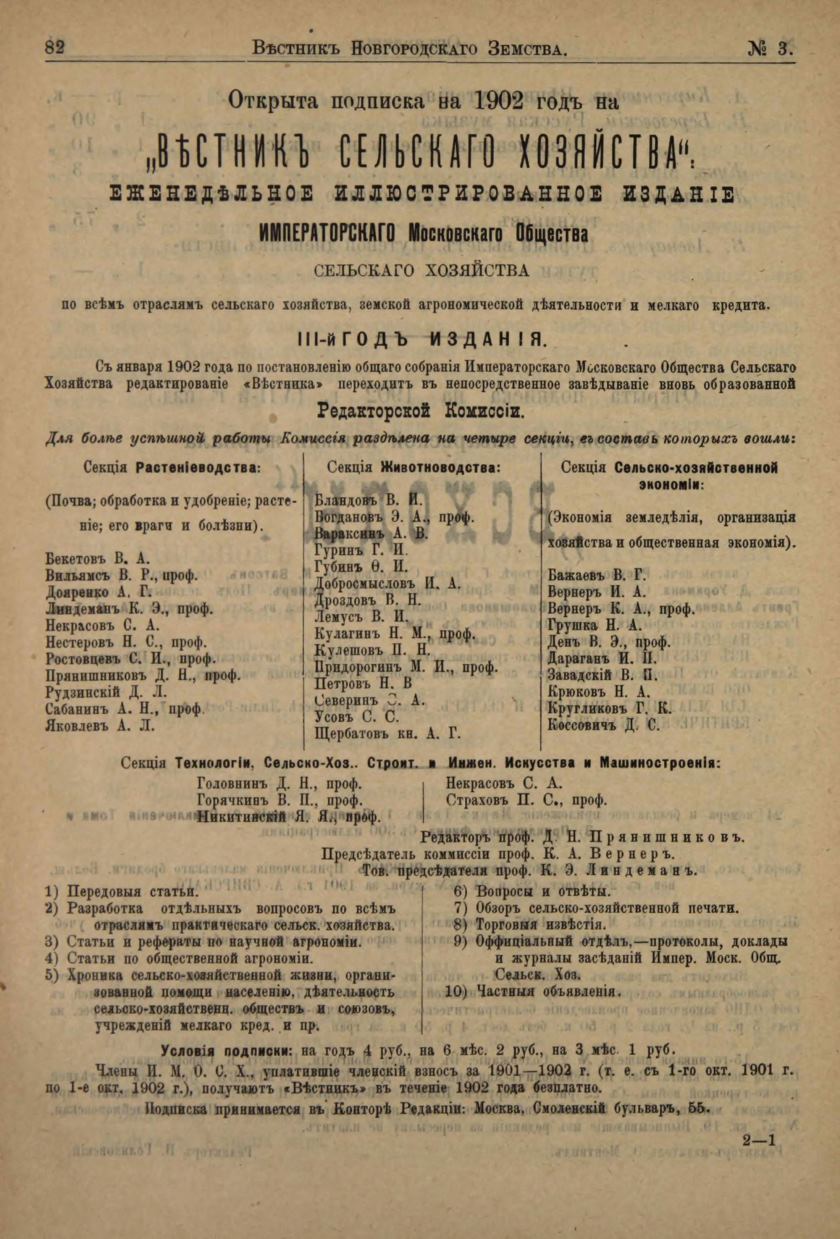 82
Вѣстникъ Новгородскаго Земства.
№ 3.
Открыта подписка на 1902 годъ на
„ВѢСТНИКЪ СЕЛЬСКАГО ХОЗЯЙСТВА“.
ЕЖЕНЕДѢЛЬНОЕ ИЛЛЮСТРИРОВАННОЕ ИЗДАНІЕ
ИМПЕРАТОРСКАГО Московскаго Общества
СЕЛЬСКАГО ХОЗЯЙСТВА
по всѣмъ отраслямъ сельскаго хозяйства, земской агрономической дѣятельности и мелкаго кредита.
III-й ГОДЪ ИЗДАНІЯ.
Съ января 1902 года по постановленію общаго собранія Императорскаго Московскаго Общества Сельскаго
Хозяйства редактированіе «Вѣстника» переходитъ въ непосредственное завѣдываніе вновь образованной
Редакторской Комиссіи.
Для болѣе успѣшной работы Комиссія раздѣлена на четыре секціи, въ составъ которыхъ вошли:
Секція Растеніеводства:
(Почва; обработка и удобреніе; расте-
ніе; его враги и болѣзни).
Бекетовъ В. А.
Вильямсъ В. Р., проф.
Дояренко А. Г.
Линдеманъ К. Э., проф.
Некрасовъ С. А.
Нестеровъ Н. С., проф.
Ростовцевъ С. И., проф.
Прянишниковъ Д. Н., проф.
Рудзинскій Д. Л.
Сабанинъ А. Н., проф.
Яковлевъ А. Л.
Секція Животноводства:
Бландовъ В. И.
Богдановъ Э. А., проф.
Вараксинъ А. В.
Гуринъ Г. И.
Губинъ Ѳ. И.
Добросмысловъ И. А.
Дроздовъ В. Н.
Лемусъ В. И.
Кулагинъ Н. М., проф.
Кулешовъ П. Н.
Придорогинъ М. И., проф.
Петровъ Н. В
Северинъ С. А.
Усовъ С. С.
Щербатовъ кн. А. Г.
Секція Сельско-хозяйственной
экономіи:
(Экономія земледѣлія, организація
хозяйства и общественная экономія).
Бажаевъ В. Г.
Вернеръ И. А.
Вернеръ К. А., проф.
Грушка Н. А.
Денъ В. Э., проф.
Дараганъ И. П.
Завадскій В. П.
Крюковъ Н. А.
Кругликовъ Г. К.
Коссовичъ Д. С.
Секція Технологіи, Сельско-Хоз.. Строит. и Инжен. Искусства и Машиностроенія:
Головнинъ Д. Н., проф.
Горячкинъ В. П., проф.
Никитинскій Я. Я., проф.
Некрасовъ С. А.
Страховъ П. С., проф.
Редакторъ проф. Д. Н. Прянишниковъ.
Предсѣдатель коммиссіи проф. К. А. Вернеръ.
Тов. предсѣдателя проф. К. Э. Линдеманъ.
1) Передовыя статьи.
2) Разработка отдѣльныхъ вопросовъ по всѣмъ
отраслямъ практическаго сельск. хозяйства.
3) Статьи и рефераты по научной агрономіи.
4) Статьи по общественной агрономіи.
5) Хроника сельско-хозяйственной жизни, органи-
зованной помощи населенію, дѣятельность
сельско-хозяйственн. обществъ и союзовъ,
учрежденій мелкаго кред. и пр.
6) Вопросы и отвѣты.
7) Обзоръ сельско-хозяйственной печати.
8) Торговыя извѣстія.
9) Оффиціальный отдѣлъ,—протоколы, доклады
и журналы засѣданій Импер. Моск. Общ.
Сельск. Хоз.
10) Частныя объявленія.
Условія подписки: на годъ 4 руб., на 6 мѣс. 2 руб., на 3 мѣс. 1 руб.
Члены И. М. О. С. Х., уплатившіе членскій взносъ за 1901—1902 г. (т. е. съ 1-го окт. 1901 г.
по 1-е окт. 1902 г.), получаютъ «Вѣстникъ» въ теченіе 1902 года безплатно.
Подписка принимается въ Конторѣ Редакціи: Москва, Смоленскій бульваръ, 55.
2—1